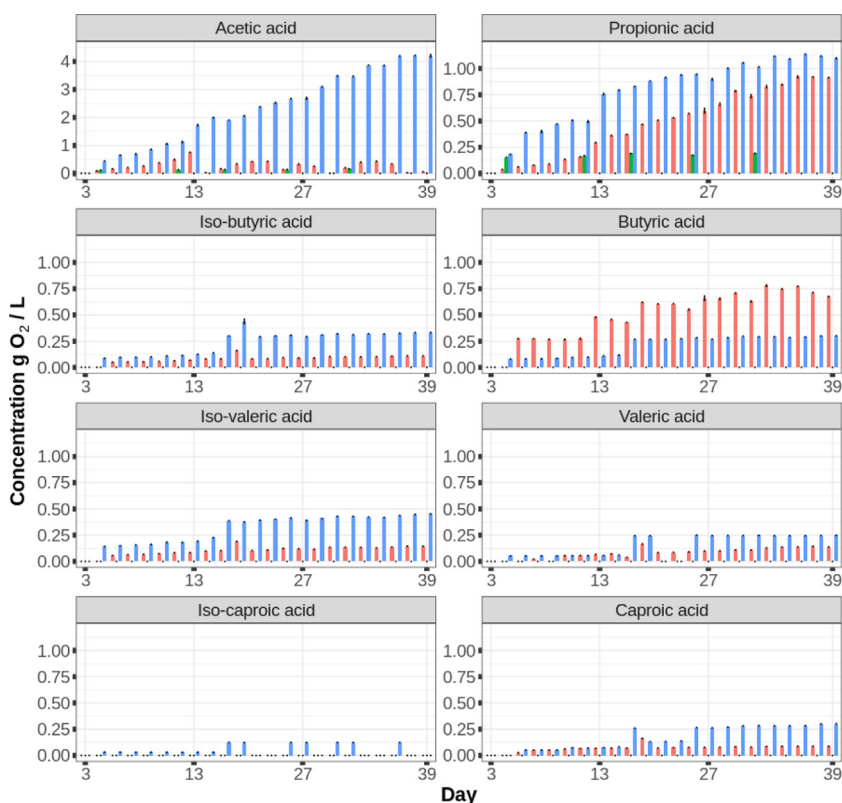 Acetic acid
Propionic acid
4
3
2
1
0
1.00
0.75
0.50
0.25
0.00
3 13 27 39
3 13 27 39
Iso-butyric acid
Butyric acid
1.00
0.75
0.50
0.25
0.00
1.00
0.75
0.50
0.25
0.00
3 13 27 39
3 13 27 39
Iso-valeric acid
Valeric acid
1.00
0.75
0.50
0.25
0.00
1.00
0.75
0.50
0.25
0.00
3 13 27 39
3 13 27 39
Iso-caproic acid
Caproic acid
1.00
0.75
0.50
0.25
0.00
1.00
0.75
0.50
0.25
0.00
3 13 27 39
3 13 27 39
Concentration g O₂ / L
Day